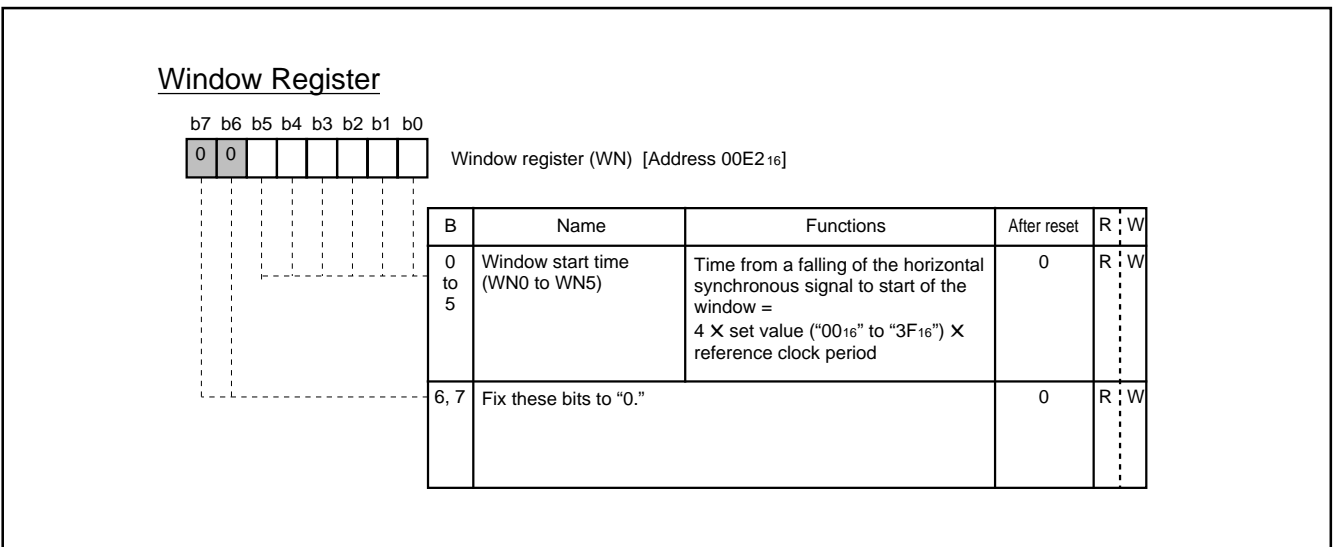 Window Register
b7 b6 b5 b4 b3 b2 b1 b0
0 0
Window register (WN) [Address 00E216]
B Name Functions After reset R W
0 to 5
Window start time (WN0 to WN5)
Time from a falling of the horizontal
synchronous signal to start of the
window =
4 X set value (“0016” to “3F16”) X
reference clock period
0 R W
6, 7 Fix these bits to “0.” 0 R W